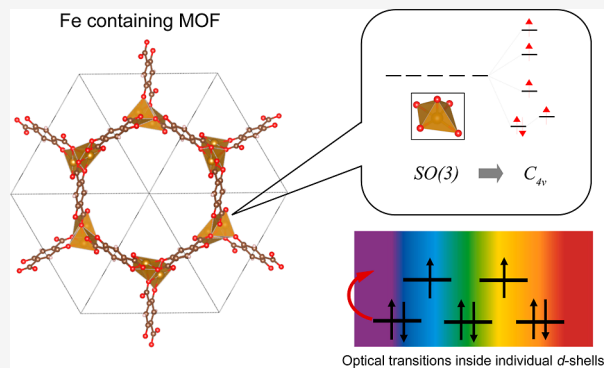 Fe containing MOF
SO(3) C4v
Optical transitions inside individual d-shells